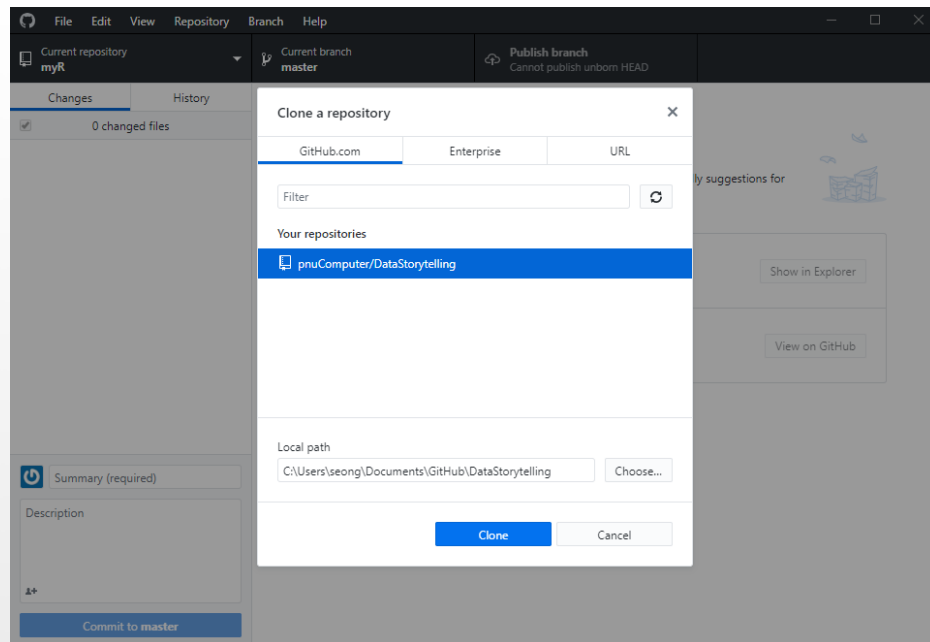 File Edit View Repository Branch Help
Current repository
myR
Current branch
master
Publish branch
Cannot publish unborn HEAD
Changes History
0 changed files
Clone a repository
GitHub.com Enterprise URL
Filter
Your repositories
pnuComputer/DataStorytelling
Local path
C:\Users\seong\Documents\GitHub\DataStorytelling Choose...
Clone Cancel
ly suggestions for
Show in Explorer
View on GitHub
Summary (required)
Description
Commit to master